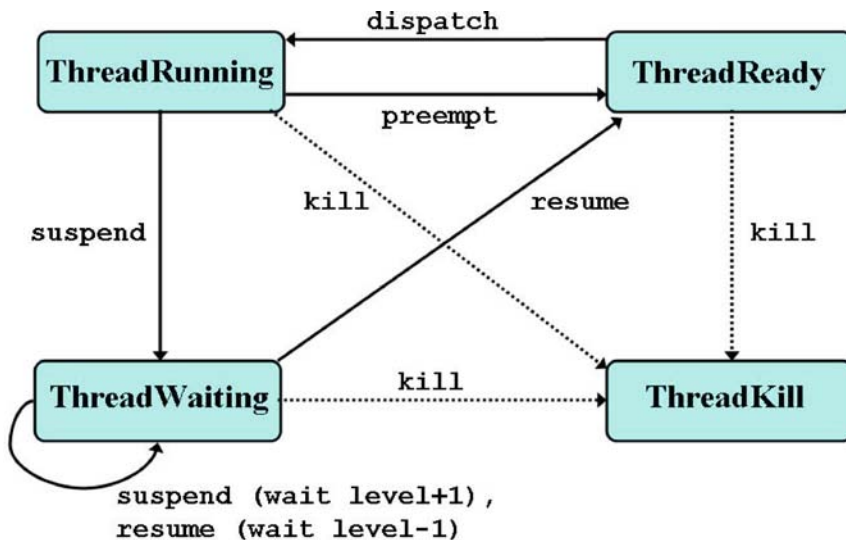 dispatch
ThreadRunning
ThreadReady
preempt
kill
resume
suspend
kill
ThreadWaiting
kill
ThreadKill
suspend (wait level+1),
resume (wait level-1)